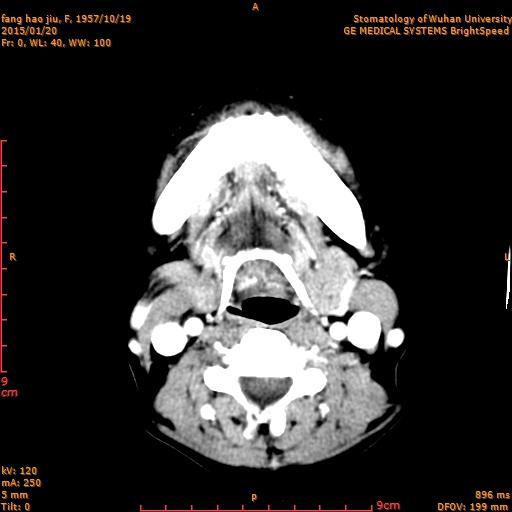 fang hao jiu, F, 1957/10/19
2015/01/20
Fr: 0, WL: 40, WW: 100
A
Stomatology of Wuhan University
GE MEDICAL SYSTEMS BrightSpeed
R
9
cm
kV: 120
mA: 250
5 mm
Tilt: 0
P
9cm
896 ms
DFOV: 199 mm